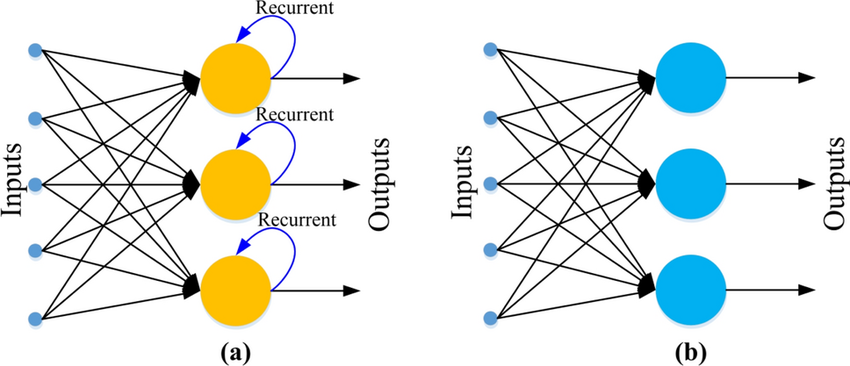 Recurrent
Recurrent
Recurrent
Inputs
Outputs
(a)
Inputs
Outputs
(b)